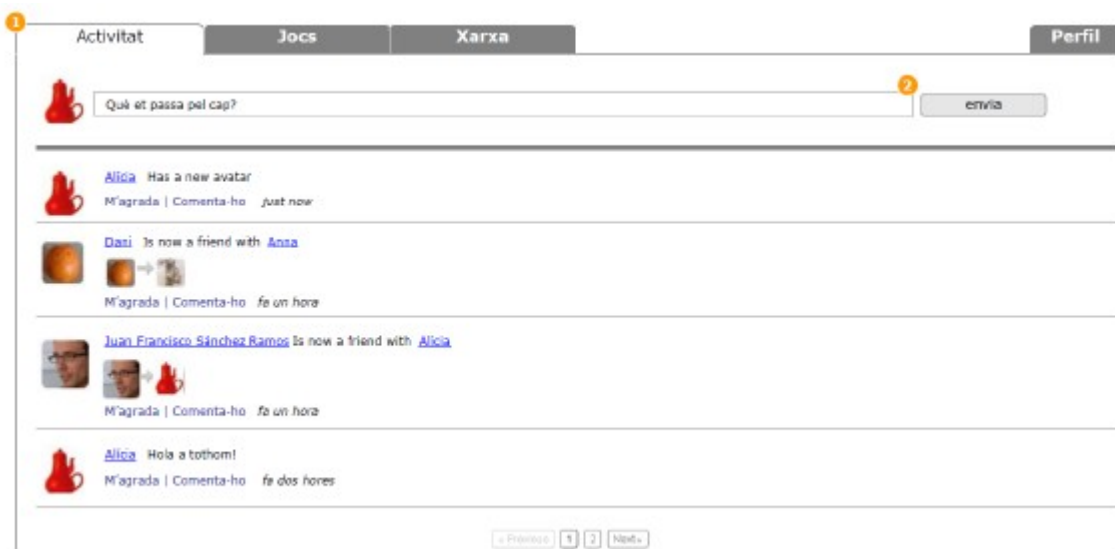 1
Activitat Jocs Xarxa Perfil
2
Què et passa pel cap? envia
Alicia Has a new avatar
M'agrada | Comenta-ho just now
Dani Is now a friend with Anna
M'agrada | Comenta-ho fa un hora
Juan Francisco Sánchez Ramos Is now a friend with Alicia
M'agrada | Comenta-ho fa un hora
Alicia Hola a tothom!
M'agrada | Comenta-ho fa dos hores
« Previous 1 2 Next »